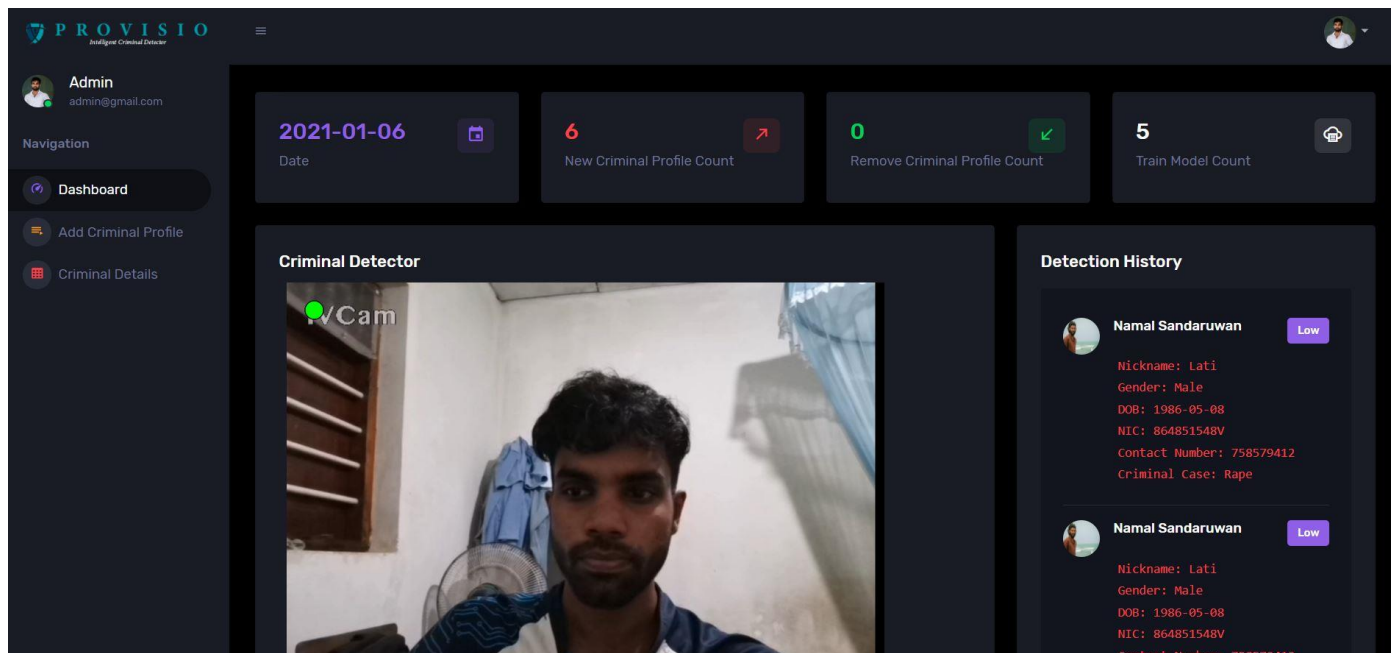 PROVISIO
Intelligent Criminal Detecter
Admin
admin@gmail.com
Navigation
Dashboard
Add Criminal Profile
Criminal Details
2021-01-06
Date
6
New Criminal Profile Count
0
Remove Criminal Profile Count
5
Train Model Count
Criminal Detector
iVCam
Detection History
Namal Sandaruwan
Low
Nickname: Lati
Gender: Male
DOB: 1986-05-08
NIC: 864851548V
Contact Number: 758579412
Criminal Case: Rape
Namal Sandaruwan
Low
Nickname: Lati
Gender: Male
DOB: 1986-05-08
NIC: 864851548V